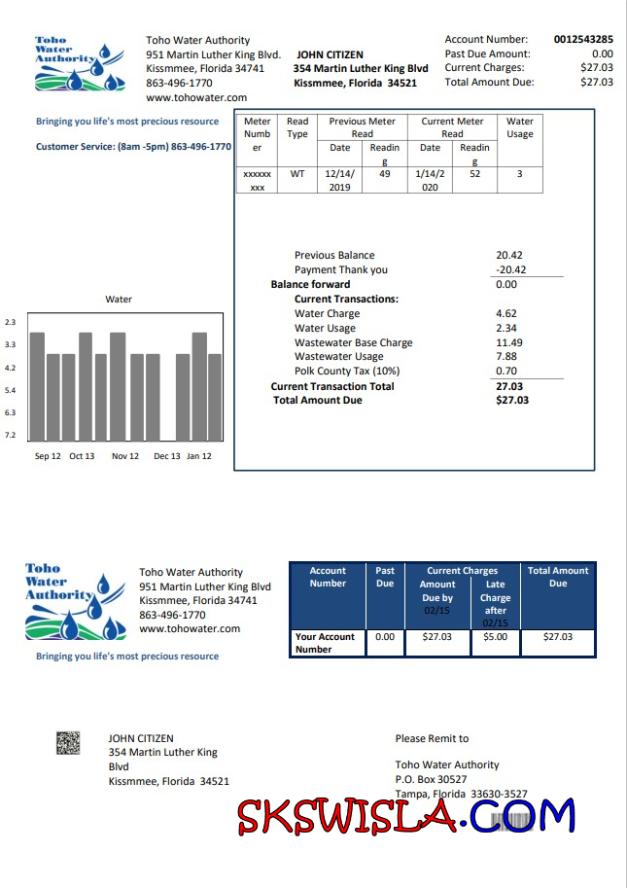 Toho
Water
Authority
Toho Water Authority
951 Martin Luther King Blvd.
Kissmmee, Florida 34741
863-496-1770
www.tohowater.com
JOHN CITIZEN
354 Martin Luther King Blvd
Kissmmee, Florida 34521
Account Number: 0012543285
Past Due Amount: 0.00
Current Charges: $27.03
Total Amount Due: $27.03
Bringing you life's most precious resource
Customer Service: (8am -5pm) 863-496-1770
Meter Numb er Read Type Previous Meter Read Current Meter Read Water Usage
Date Readin g Date Readin g
xxxxxx xxx WT 12/14/ 2019 49 1/14/2 020 52 3
Previous Balance 20.42
Payment Thank you -20.42
Balance forward 0.00
Current Transactions:
Water Charge 4.62
Water Usage 2.34
Wastewater Base Charge 11.49
Wastewater Usage 7.88
Polk County Tax (10%) 0.70
Current Transaction Total 27.03
Total Amount Due $27.03
Water
2.3
3.3
4.2
5.4
6.3
7.2
Sep 12 Oct 13 Nov 12 Dec 13 Jan 12
Toho
Water
Authority
Toho Water Authority
951 Martin Luther King Blvd
Kissmmee, Florida 34741
863-496-1770
www.tohowater.com
Bringing you life's most precious resource
Account Number Past Due Current Charges Total Amount Due
Amount Due by 02/15 Late Charge after 02/15
Your Account Number 0.00 $27.03 $5.00 $27.03
JOHN CITIZEN
354 Martin Luther King
Blvd
Kissmmee, Florida 34521
Please Remit to
Toho Water Authority
P.O. Box 30527
Tampa, Florida 33630-3527
SKSWISLA.COM